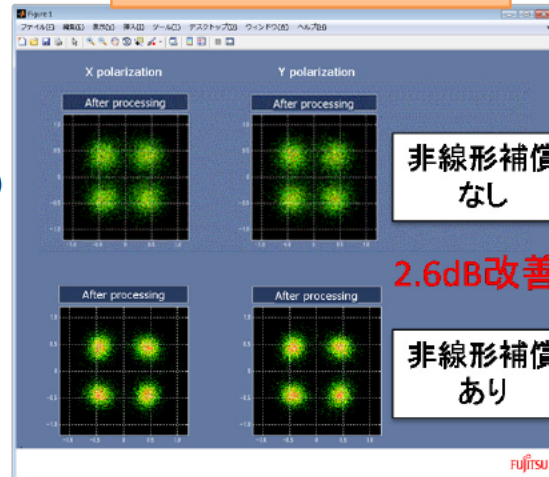 Figure 1
ファイル(F) 編集(E) 表示(V) 挿入(I) ツール(T) デスクトップ(D) ウィンドウ(W) ヘルプ(H)
X polarization Y polarization
After processing After processing
非線形補償
なし
2.6dB改善
After processing After processing
非線形補償
あり
FUJITSU